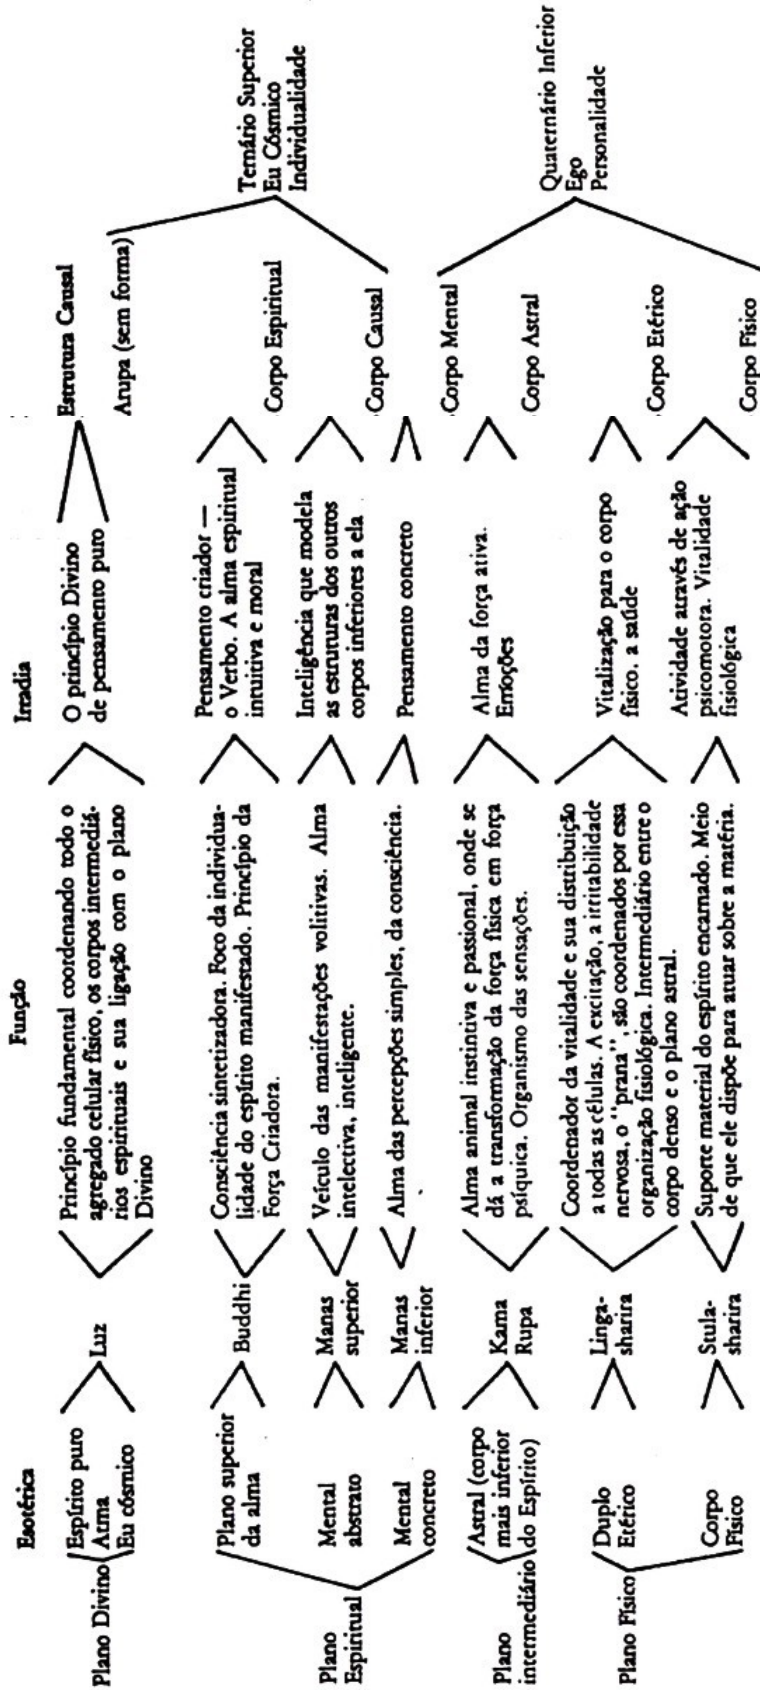 Esotérica
Função
Irradia
Plano Divino
Espírito puro
Atma
Eu cósmico
Luz
Princípio fundamental coordenando todo o
agregado celular físico, os corpos intermediá-
rios espirituais e sua ligação com o plano
Divino
O princípio Divino
de pensamento puro
Estrutura Causal
Arupa (sem forma)
Plano
Espiritual
Plano superior
da alma
Buddhi
Consciência sintetizadora. Foco da individua-
lidade do espírito manifestado. Princípio da
Força Criadora.
Pensamento criador —
o Verbo. A alma espiritual
intuitiva e moral
Corpo Espiritual
Mental
abstrato
Manas
superior
Veículo das manifestações volitivas. Alma
intelectiva, inteligente.
Inteligência que modela
as estruturas dos outros
corpos inferiores a ela
Corpo Causal
Ternário Superior
Eu Cósmico
Individualidade
Mental
concreto
Manas
inferior
Alma das percepções simples, da consciência.
Pensamento concreto
Corpo Mental
Plano
intermediário
Astral (corpo
mais inferior
do Espírito)
Kama
Rupa
Alma animal instintiva e passional, onde se
dá a transformação da força física em força
psíquica. Organismo das sensações.
Alma da força ativa.
Emoções
Corpo Astral
Plano Físico
Duplo
Etérico
Linga-
sharira
Coordenador da vitalidade e sua distribuição
a todas as células. A excitação, a irritabilidade
nervosa, o "prana", são coordenados por essa
organização fisiológica. Intermediário entre o
corpo denso e o plano astral.
Vitalização para o corpo
físico. a saúde
Corpo Etérico
Corpo
Físico
Stula-
sharira
Suporte material do espírito encarnado. Meio
de que ele dispõe para atuar sobre a matéria.
Atividade através de ação
psicomotora. Vitalidade
fisiológica
Corpo Físico
Quaternário Inferior
Ego
Personalidade